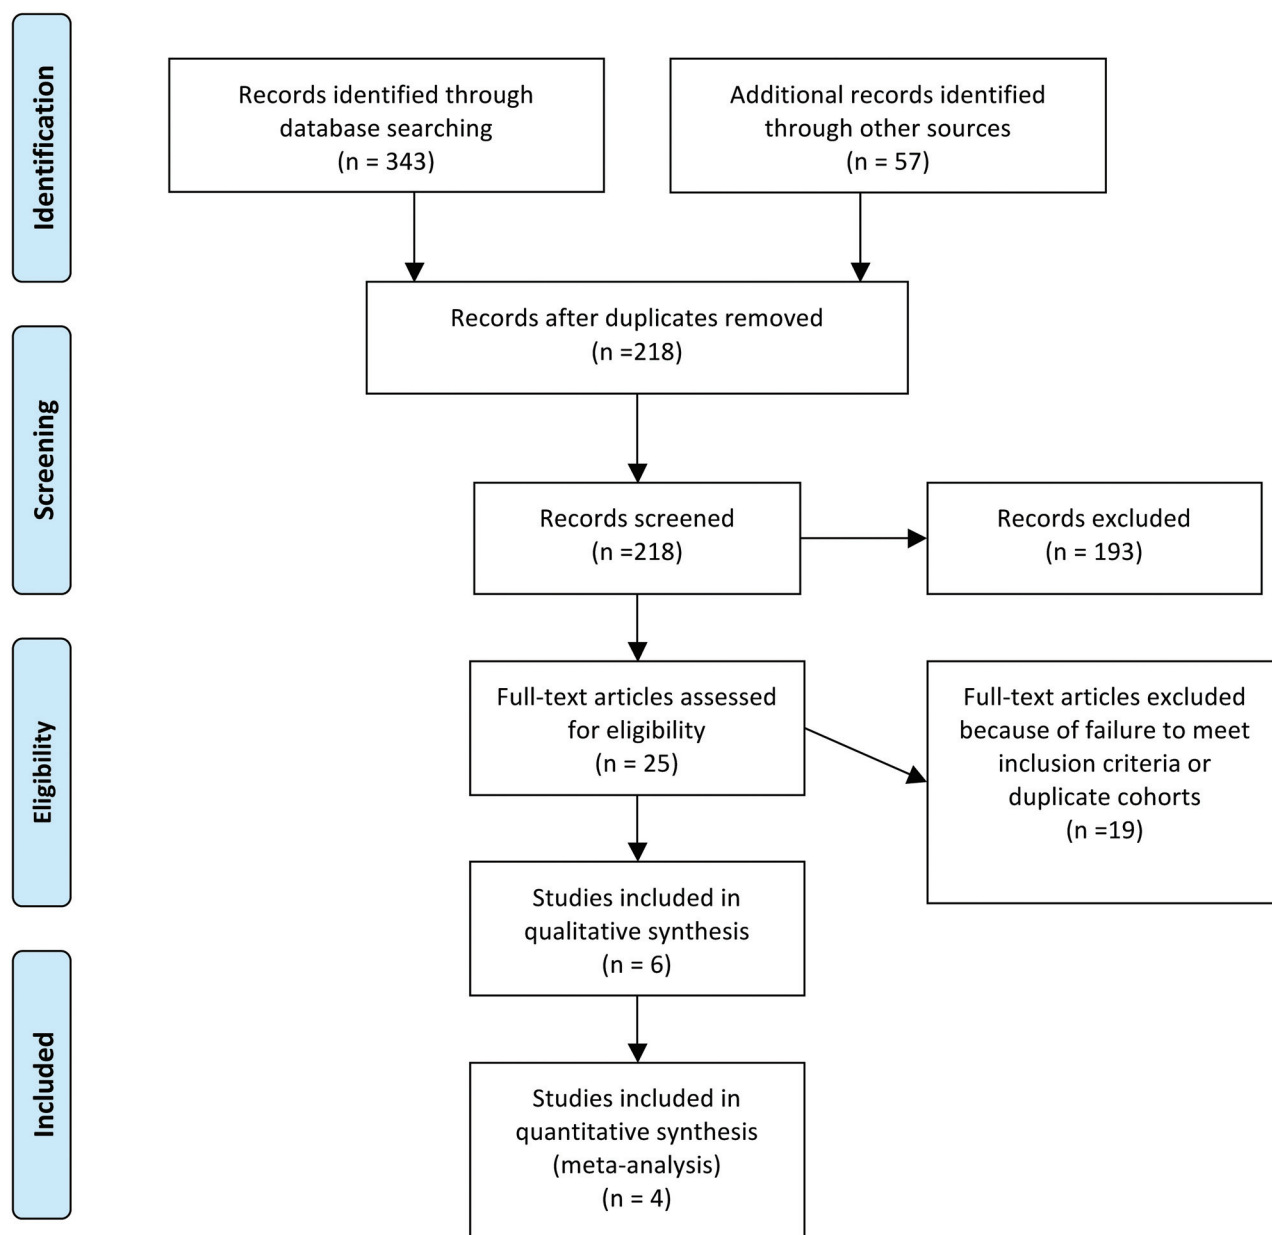 Identification
Records identified through
database searching
(n = 343)
Additional records identified
through other sources
(n = 57)
Records after duplicates removed
(n =218)
Screening
Records screened
(n =218)
Records excluded
(n = 193)
Eligibility
Full-text articles assessed
for eligibility
(n = 25)
Full-text articles excluded
because of failure to meet
inclusion criteria or
duplicate cohorts
(n =19)
Studies included in
qualitative synthesis
(n = 6)
Included
Studies included in
quantitative synthesis
(meta-analysis)
(n = 4)